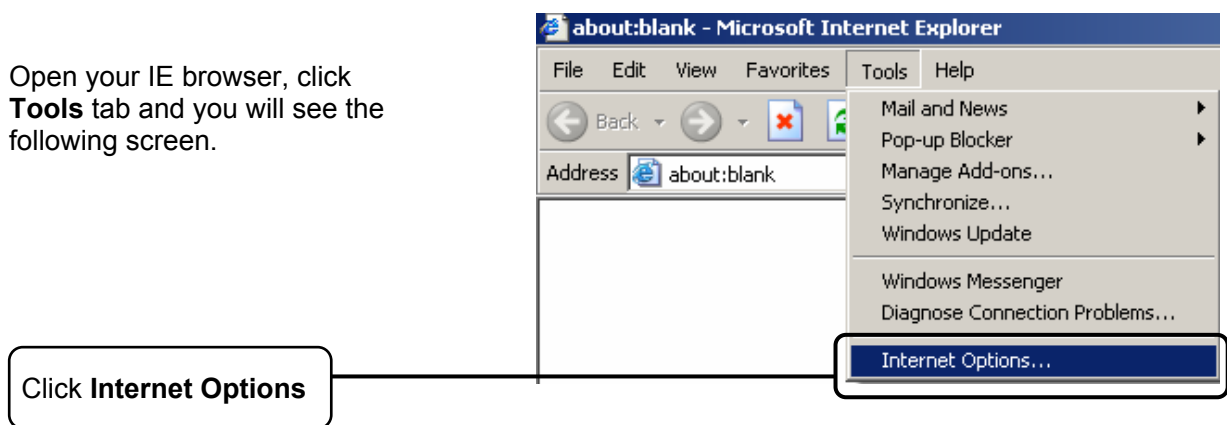 about:blank - Microsoft Internet Explorer
Open your IE browser, click
Tools tab and you will see the
following screen.
File Edit View Favorites Tools Help
Back
Address about:blank
Mail and News
Pop-up Blocker
Manage Add-ons...
Synchronize...
Windows Update
Windows Messenger
Diagnose Connection Problems...
Internet Options...
Click Internet Options